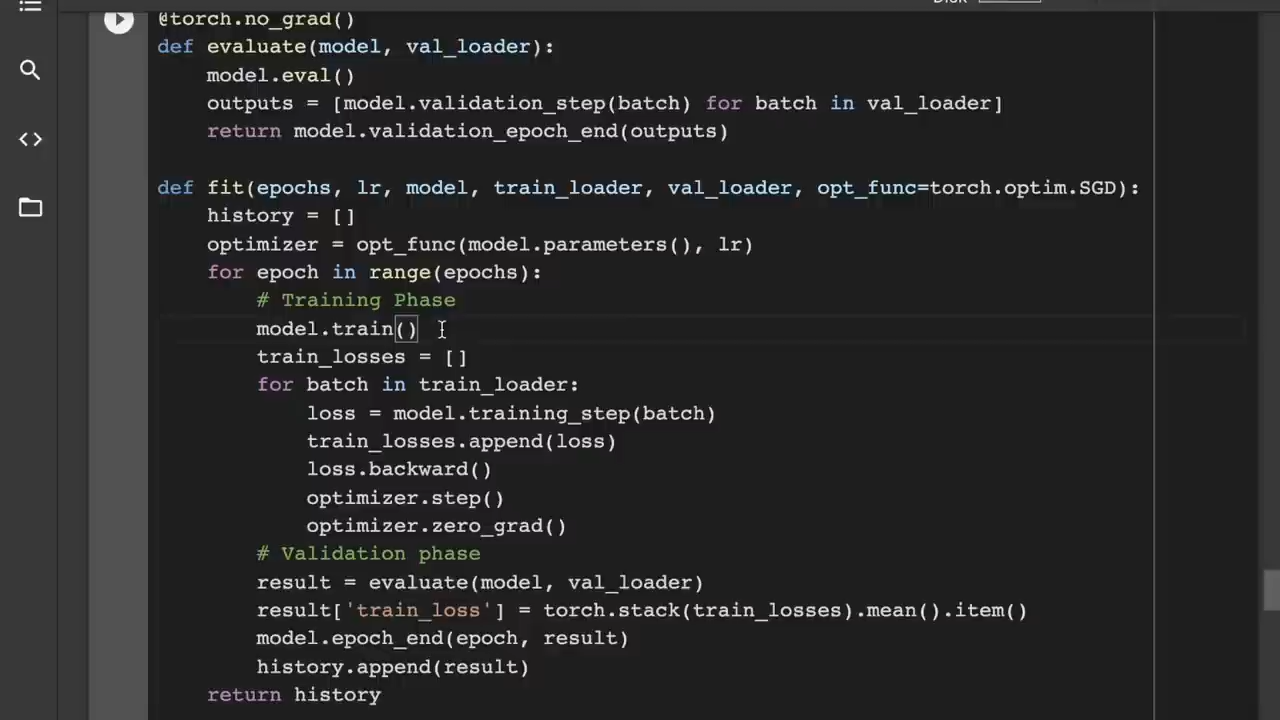 @torch.no_grad()
def evaluate(model, val_loader):
    model.eval()
    outputs = [model.validation_step(batch) for batch in val_loader]
    return model.validation_epoch_end(outputs)

def fit(epochs, lr, model, train_loader, val_loader, opt_func=torch.optim.SGD):
    history = []
    optimizer = opt_func(model.parameters(), lr)
    for epoch in range(epochs):
        # Training Phase
        model.train()
        train_losses = []
        for batch in train_loader:
            loss = model.training_step(batch)
            train_losses.append(loss)
            loss.backward()
            optimizer.step()
            optimizer.zero_grad()
        # Validation phase
        result = evaluate(model, val_loader)
        result['train_loss'] = torch.stack(train_losses).mean().item()
        model.epoch_end(epoch, result)
        history.append(result)
    return history